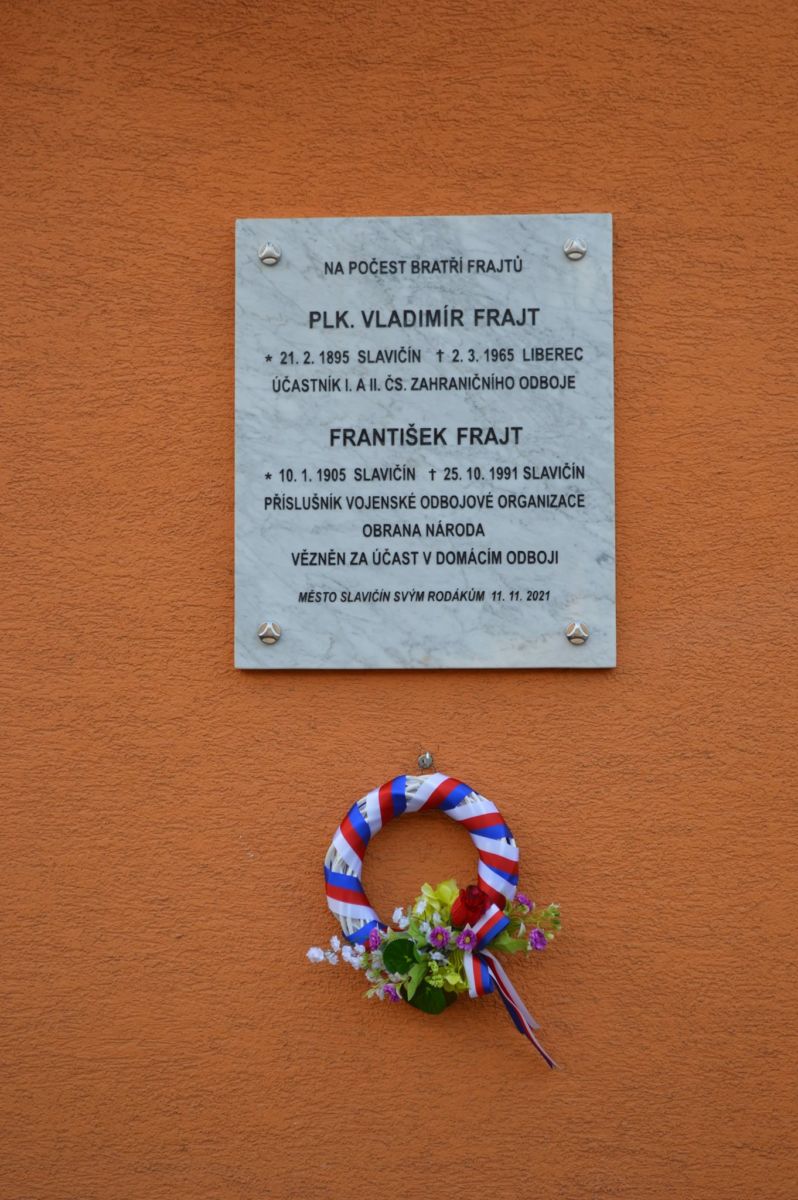 NA POČEST BRATŘÍ FRAJTŮ
PLK. VLADIMÍR FRAJT
* 21. 2. 1895 SLAVIČÍN † 2. 3. 1965 LIBEREC
ÚČASTNÍK I. A II. ČS. ZAHRANIČNÍHO ODBOJE
FRANTIŠEK FRAJT
* 10. 1. 1905 SLAVIČÍN † 25. 10. 1991 SLAVIČÍN
PŘÍSLUŠNÍK VOJENSKÉ ODBOJOVÉ ORGANIZACE
OBRANA NÁRODA
VĚZNĚN ZA ÚČAST V DOMÁCÍM ODBOJI
MĚSTO SLAVIČÍN SVÝM RODÁKŮM 11. 11. 2021